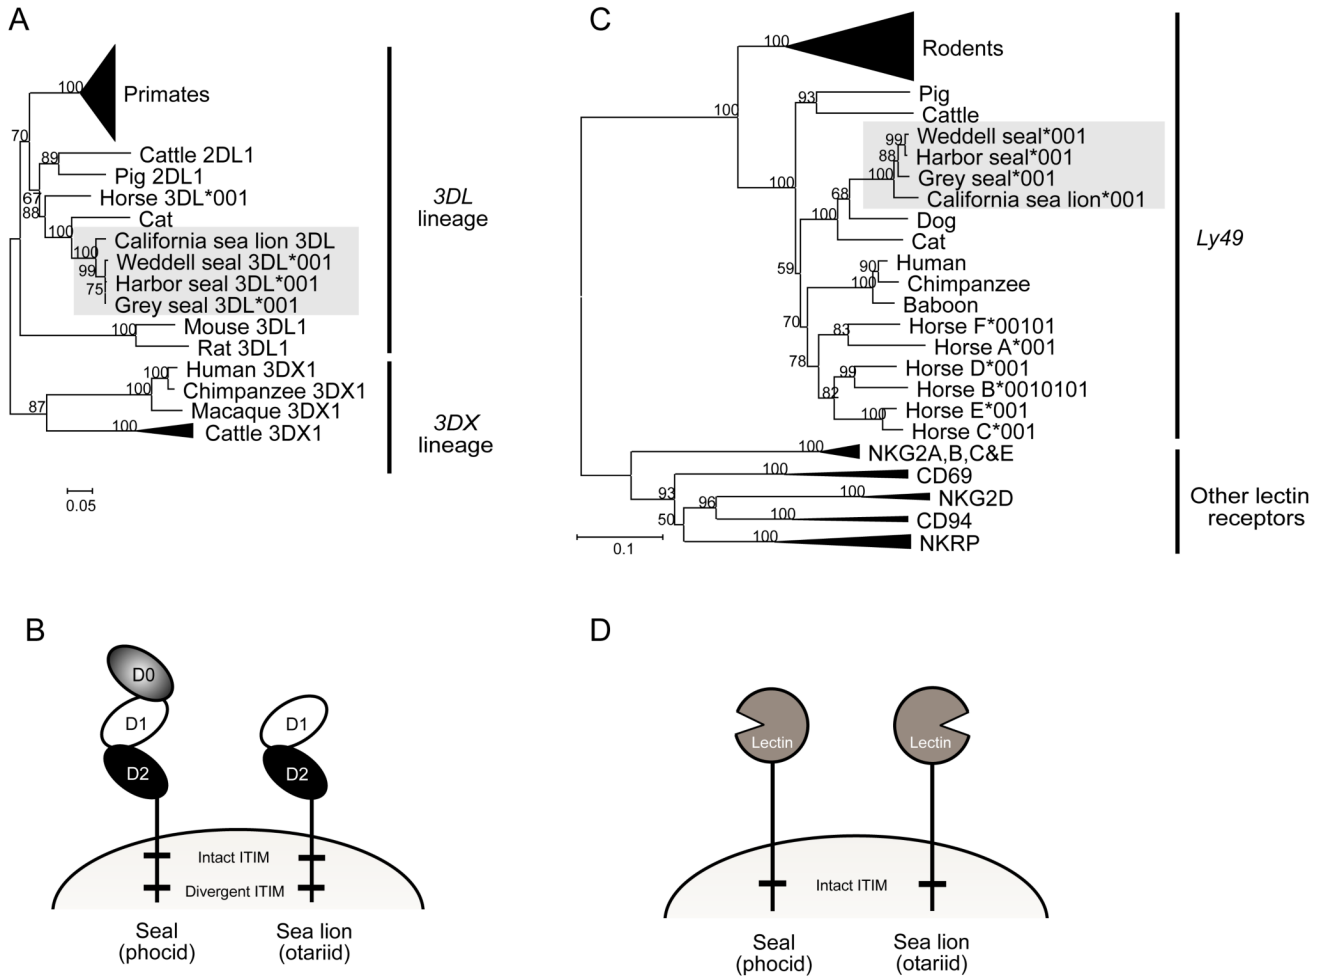 A
100
Primates
70
89
Cattle 2DL1
Pig 2DL1
67
88
Horse 3DL*001
100
Cat
100
California sea lion 3DL
99
Weddell seal 3DL*001
75
Harbor seal 3DL*001
Grey seal 3DL*001
100
Mouse 3DL1
Rat 3DL1
100
Human 3DX1
100
Chimpanzee 3DX1
87
Macaque 3DX1
100
Cattle 3DX1
0.05
3DL
lineage
3DX
lineage
C
100
Rodents
100
93
Pig
Cattle
100
99
Weddell seal*001
88
Harbor seal*001
100
Grey seal*001
California sea lion*001
68
100
Dog
Cat
59
90
Human
100
Chimpanzee
Baboon
70
83
Horse F*00101
Horse A*001
78
99
Horse D*001
82
Horse B*0010101
100
Horse E*001
Horse C*001
100
NKG2A,B,C&E
100
CD69
93
100
NKG2D
96
50
100
CD94
100
NKRP
0.1
Ly49
Other lectin
receptors
B
D0
D1
D2
D1
D2
Intact ITIM
Divergent ITIM
Seal
(phocid)
Sea lion
(otariid)
D
Lectin
Lectin
Intact ITIM
Seal
(phocid)
Sea lion
(otariid)